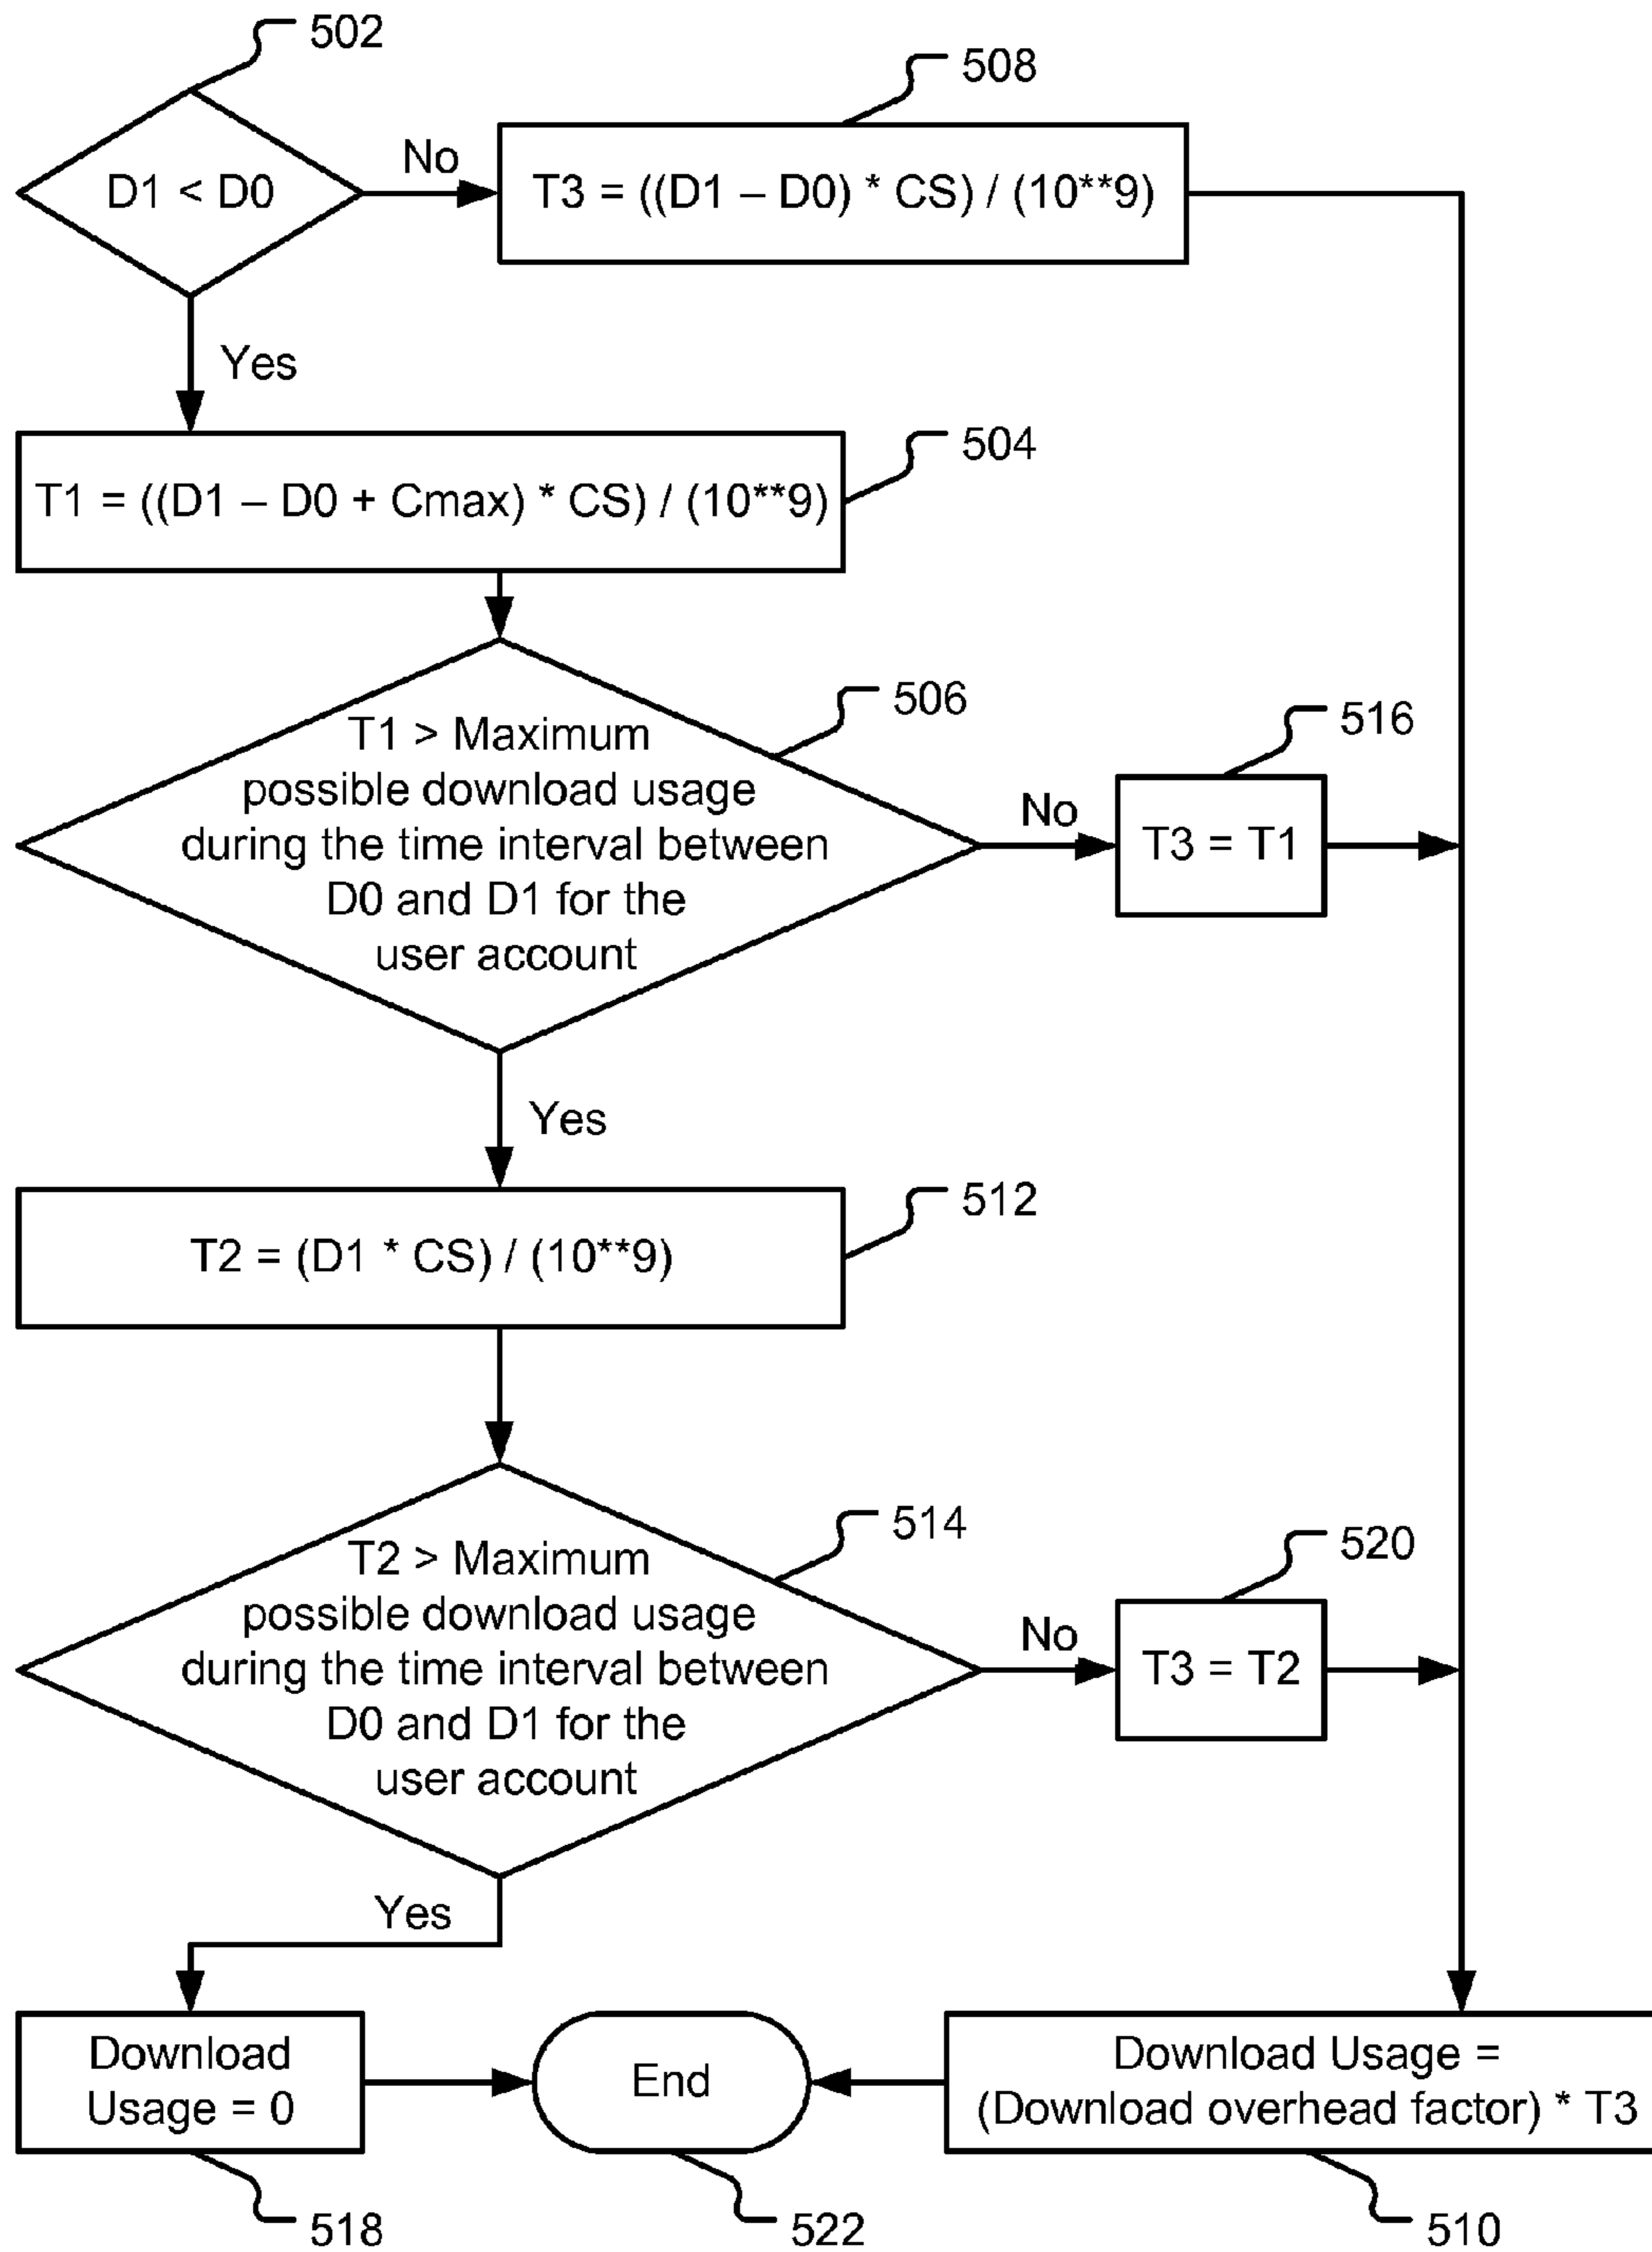 502
508
D1 < D0
No
T3 = ((D1 – D0) * CS) / (10**9)
Yes
504
T1 = ((D1 – D0 + Cmax) * CS) / (10**9)
506
T1 > Maximum
possible download usage
during the time interval between
D0 and D1 for the
user account
No
516
T3 = T1
Yes
512
T2 = (D1 * CS) / (10**9)
514
T2 > Maximum
possible download usage
during the time interval between
D0 and D1 for the
user account
No
520
T3 = T2
Yes
Download
Usage = 0
End
Download Usage =
(Download overhead factor) * T3
518
522
510